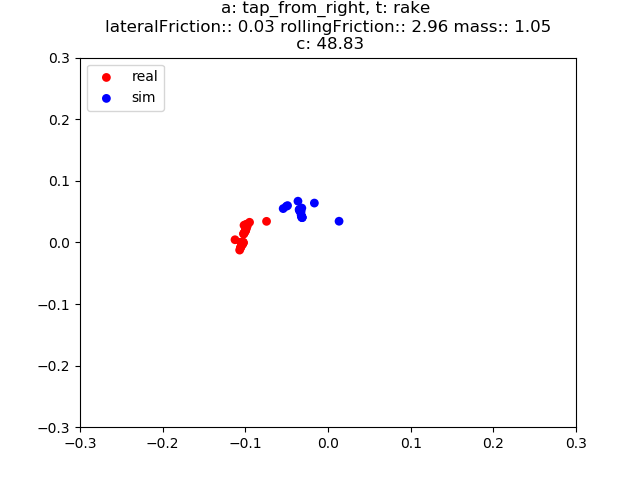 a: tap_from_right, t: rake
lateralFriction:: 0.03 rollingFriction:: 2.96 mass:: 1.05
c: 48.83
real
sim
0.3
0.2
0.1
0.0
−0.1
−0.2
−0.3
−0.3 −0.2 −0.1 0.0 0.1 0.2 0.3